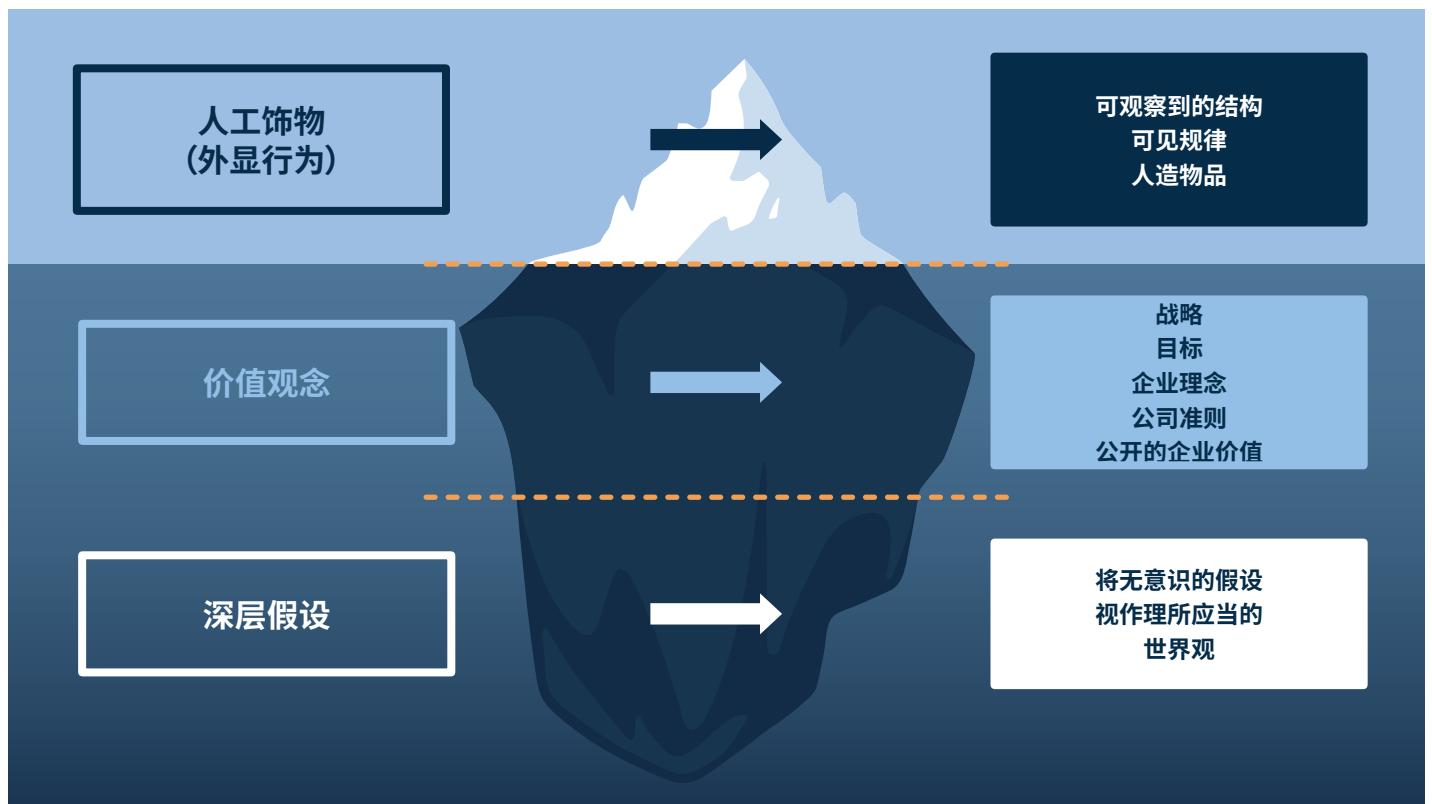 人工饰物
（外显行为）
可观察到的结构
可见规律
人造物品
价值观念
战略
目标
企业理念
公司准则
公开的企业价值
深层假设
将无意识的假设
视作理所应当的
世界观